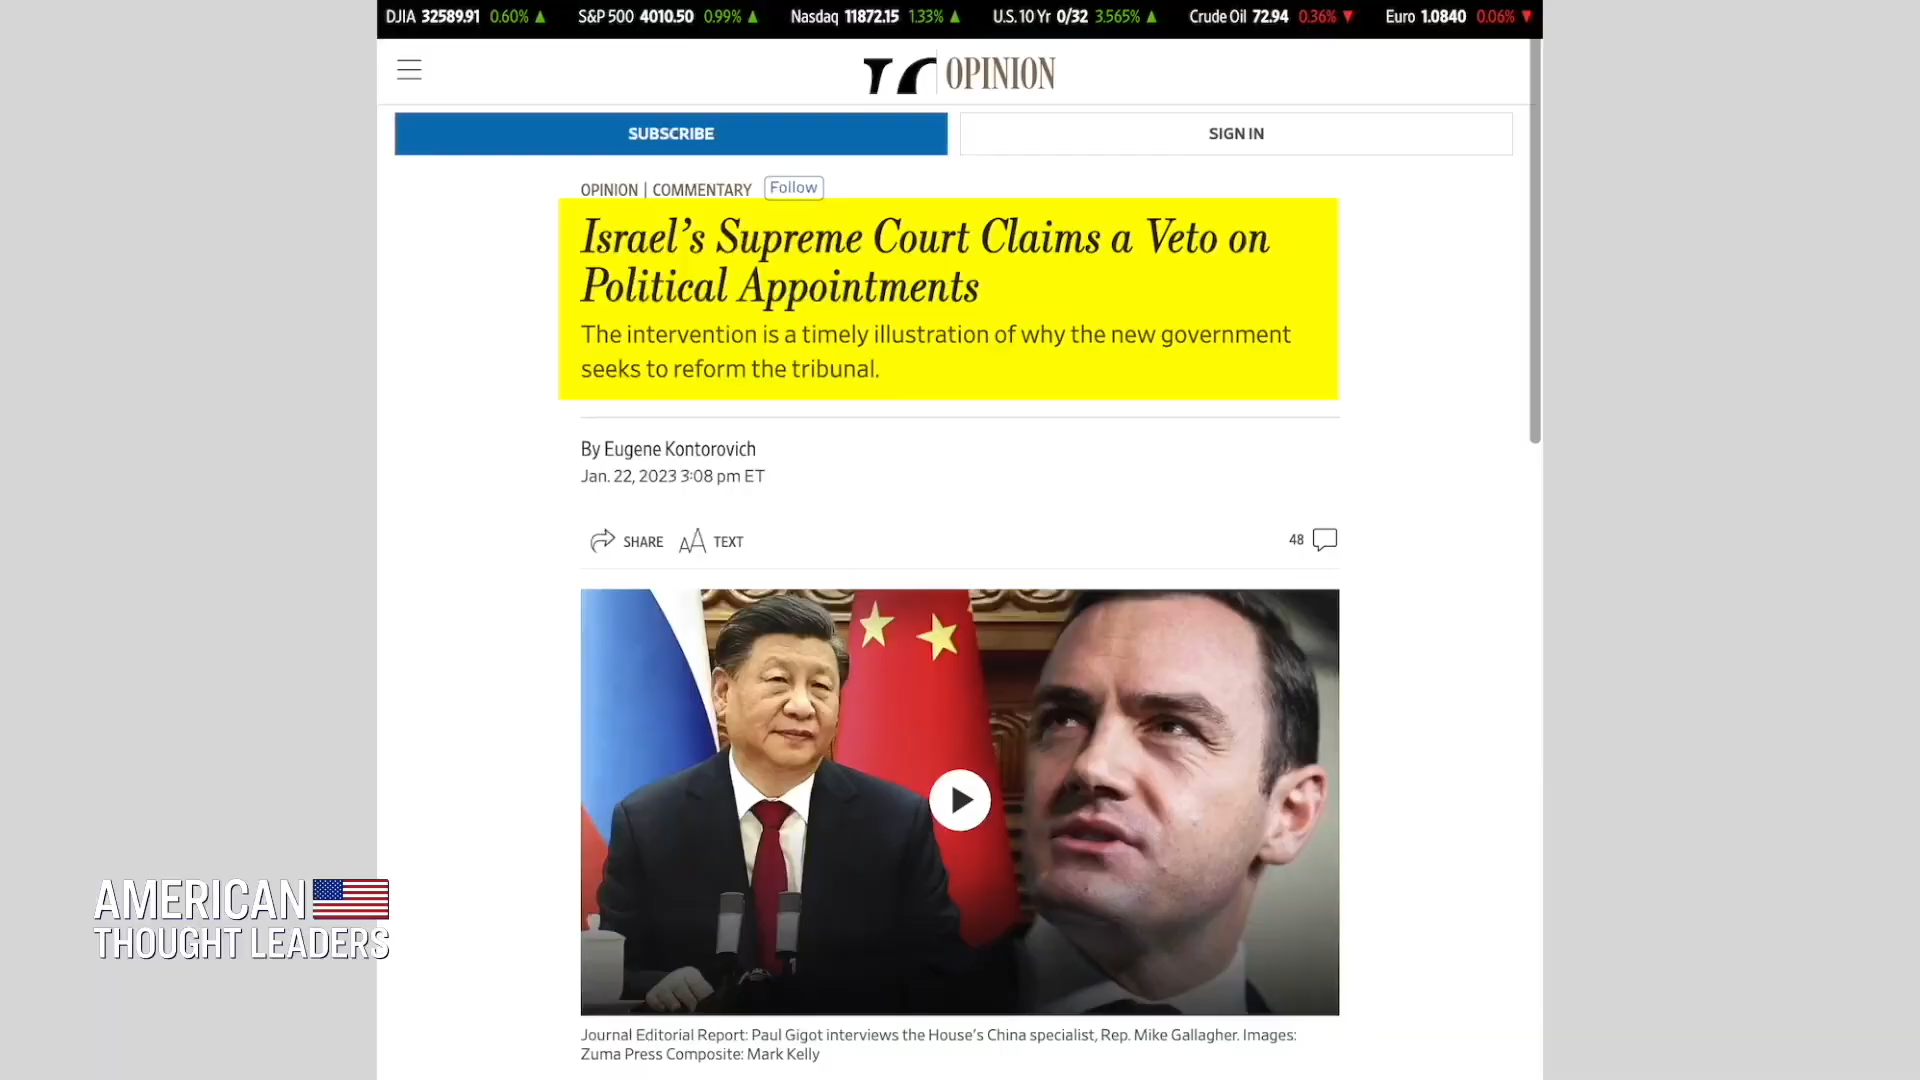 DJIA 32589.91 0.60% ▲ S&P 500 4010.50 0.99% ▲ Nasdaq 11872.15 1.33% ▲ U.S. 10 Yr 0/32 3.565% ▲ Crude Oil 72.94 0.36% ▼ Euro 1.0840 0.06% ▼
OPINION
SUBSCRIBE
SIGN IN
OPINION | COMMENTARY Follow
Israel’s Supreme Court Claims a Veto on
Political Appointments
The intervention is a timely illustration of why the new government
seeks to reform the tribunal.
By Eugene Kontorovich
Jan. 22, 2023 3:08 pm ET
SHARE AA TEXT
48
AMERICAN
THOUGHT LEADERS
Journal Editorial Report: Paul Gigot interviews the House’s China specialist, Rep. Mike Gallagher. Images:
Zuma Press Composite: Mark Kelly